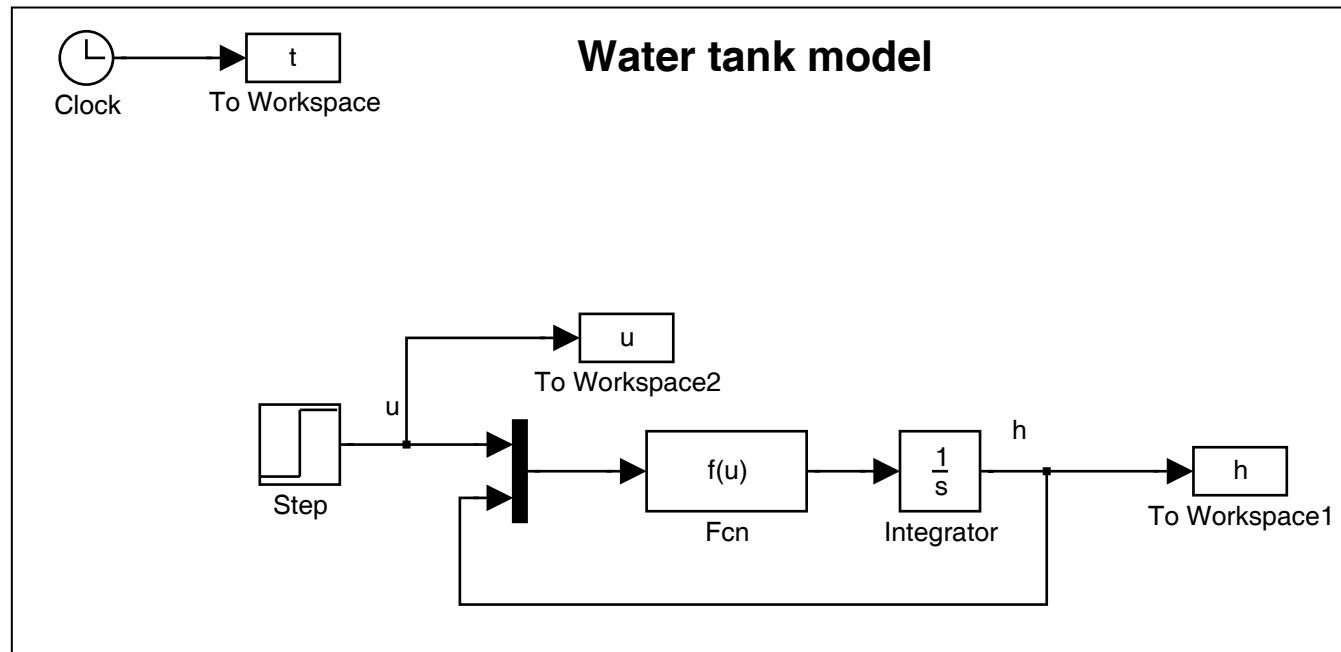 Water tank model
t
Clock
To Workspace
u
To Workspace2
u
h
f(u)
1
s
h
Step
Fcn
Integrator
To Workspace1